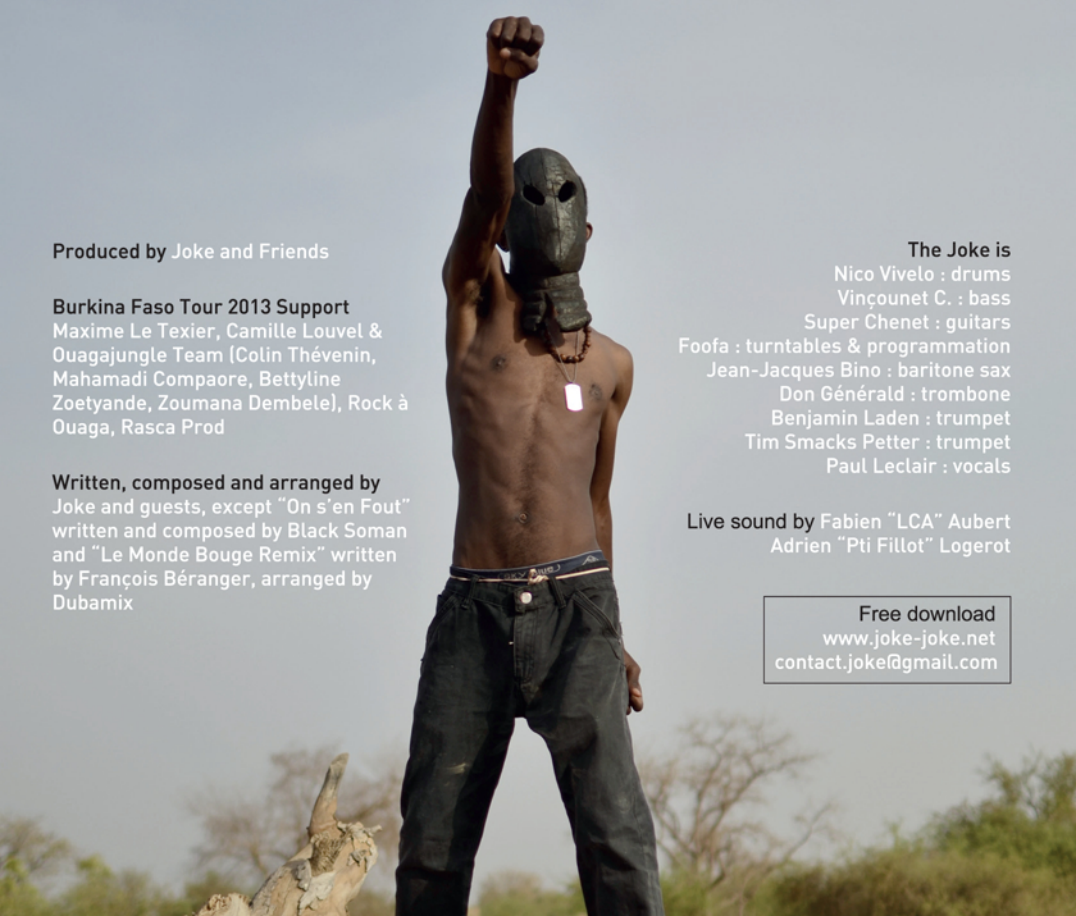 Produced by Joke and Friends
Burkina Faso Tour 2013 Support
Maxime Le Texier, Camille Louvel &
Ouagajungle Team (Colin Thévenin,
Mahamadi Compaore, Bettyline
Zoetyande, Zoumana Dembele), Rock à
Ouaga, Rasca Prod
Written, composed and arranged by
Joke and guests, except “On s’en Fout”
written and composed by Black Soman
and “Le Monde Bouge Remix” written
by François Béranger, arranged by
Dubamix
The Joke is
Nico Vivelo : drums
Vinçounet C. : bass
Super Chenet : guitars
Foofa : turntables & programmation
Jean-Jacques Bino : baritone sax
Don Générald : trombone
Benjamin Laden : trumpet
Tim Smacks Petter : trumpet
Paul Leclair : vocals
Live sound by Fabien “LCA” Aubert
Adrien “Pti Fillot” Logerot
Free download
www.joke-joke.net
contact.joke@gmail.com